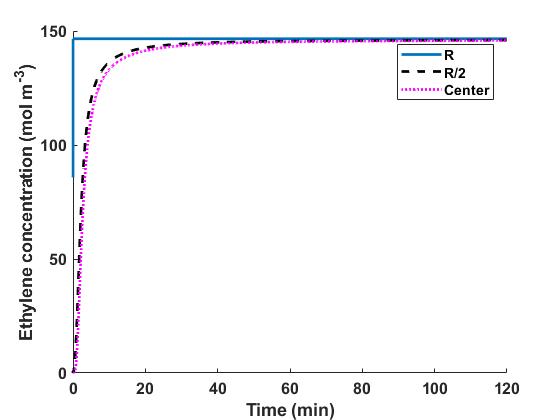 150
100
50
0
Ethylene concentration (mol m⁻³)
R
R/2
Center
0 20 40 60 80 100 120
Time (min)